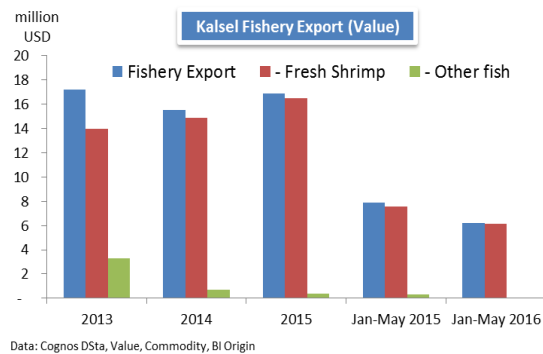 million
USD
Kalsel Fishery Export (Value)
Fishery Export
- Fresh Shrimp
- Other fish
20
18
16
14
12
10
8
6
4
2
-
2013 2014 2015 Jan-May 2015 Jan-May 2016
Data: Cognos DSta, Value, Commodity, BI Origin